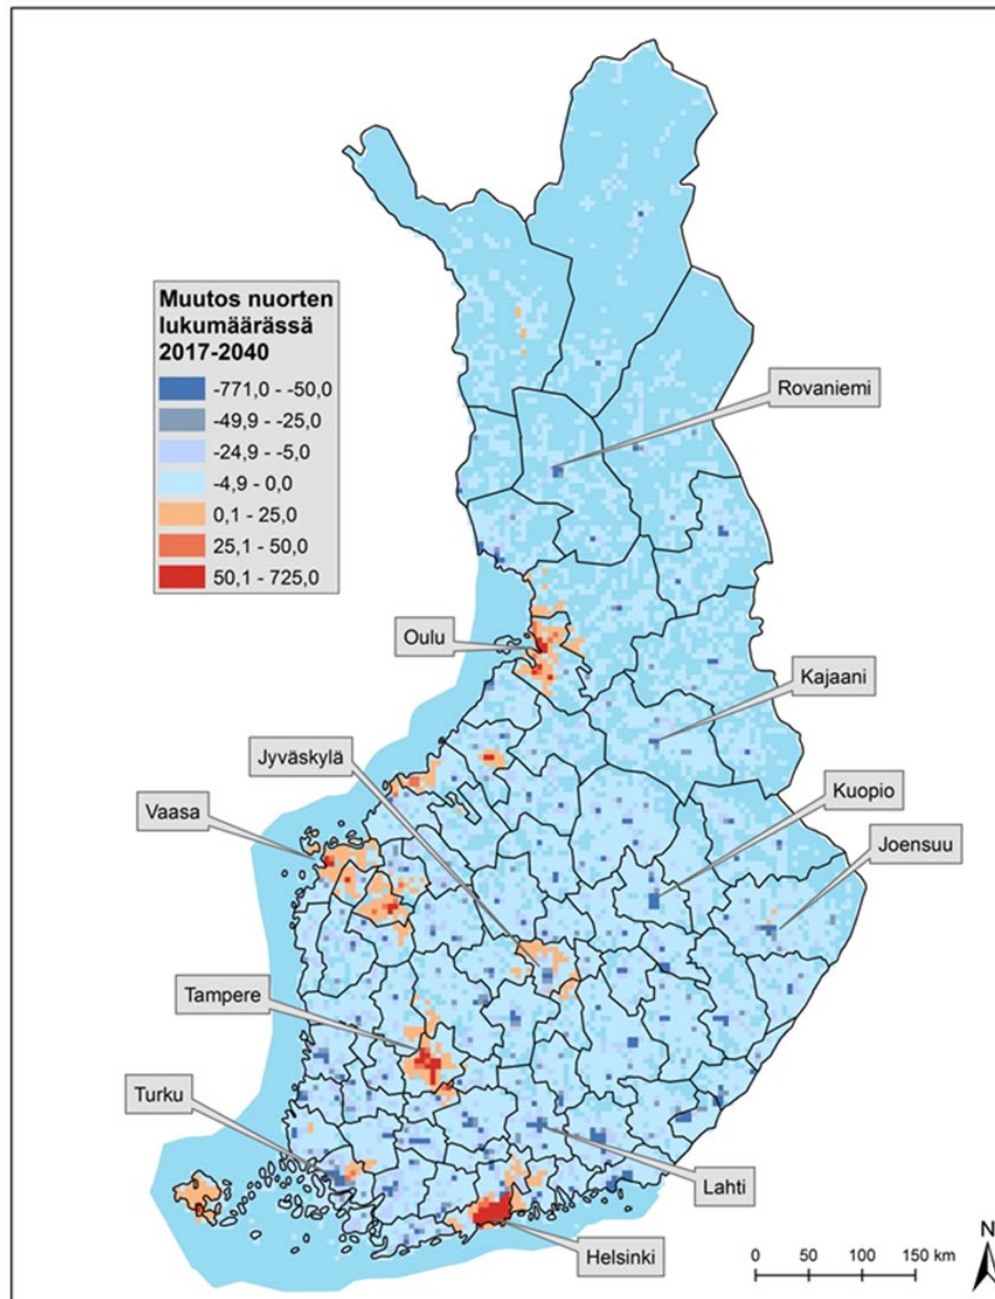 Muutos nuorten
lukumäärässä
2017-2040
-771,0 - -50,0
-49,9 - -25,0
-24,9 - -5,0
-4,9 - 0,0
0,1 - 25,0
25,1 - 50,0
50,1 - 725,0
Rovaniemi
Oulu
Kajaani
Jyväskylä
Kuopio
Vaasa
Joensuu
Tampere
Turku
Lahti
Helsinki
N
0 50 100 150 km